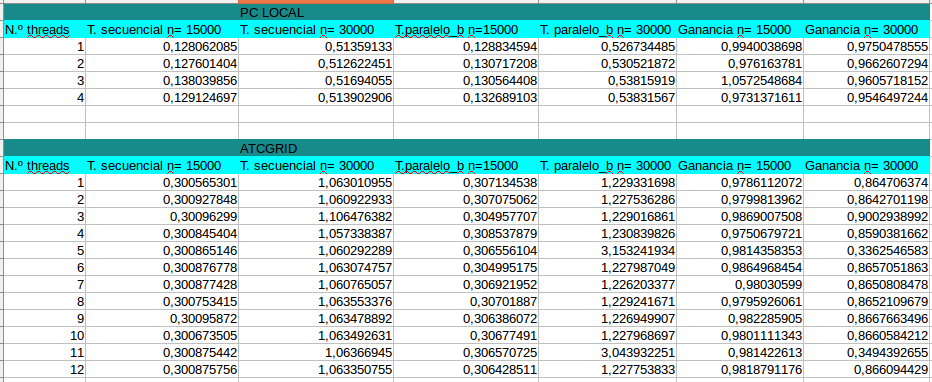 PC LOCAL
N.º threads T. secuencial n= 15000 T. secuencial n= 30000 T.paralelo_b n=15000 T. paralelo_b n= 30000 Ganancia n= 15000 Ganancia n= 30000
1 0,128062085 0,51359133 0,128834594 0,526734485 0,9940038698 0,9750478555
2 0,127601404 0,512622451 0,130717208 0,530521872 0,976163781 0,9662607294
3 0,138039856 0,51694055 0,130564408 0,53815919 1,0572548684 0,9605718152
4 0,129124697 0,513902906 0,132689103 0,53831567 0,9731371611 0,9546497244
ATCGRID
N.º threads T. secuencial n= 15000 T. secuencial n= 30000 T.paralelo_b n=15000 T. paralelo_b n= 30000 Ganancia n= 15000 Ganancia n= 30000
1 0,300565301 1,063010955 0,307134538 1,229331698 0,9786112072 0,864706374
2 0,300927848 1,060922933 0,307075062 1,227536286 0,9799813962 0,8642701198
3 0,30096299 1,106476382 0,304957707 1,229016861 0,9869007508 0,9002938992
4 0,300845404 1,057338387 0,308537879 1,230839826 0,9750679721 0,8590381662
5 0,300865146 1,060292289 0,306556104 3,153241934 0,9814358353 0,3362546583
6 0,300876778 1,063074757 0,304995175 1,227987049 0,9864968454 0,8657051863
7 0,300877428 1,060765057 0,306921952 1,226203377 0,98030599 0,8650808478
8 0,300753415 1,063553376 0,30701887 1,229241671 0,9795926061 0,8652109679
9 0,30095872 1,063478892 0,306386072 1,226949907 0,982285905 0,8667663496
10 0,300673505 1,063492631 0,30677491 1,227968697 0,9801111343 0,8660584212
11 0,300875442 1,06366945 0,306570725 3,043932251 0,981422613 0,3494392655
12 0,300875756 1,063350755 0,306428511 1,227753833 0,9818791176 0,866094429